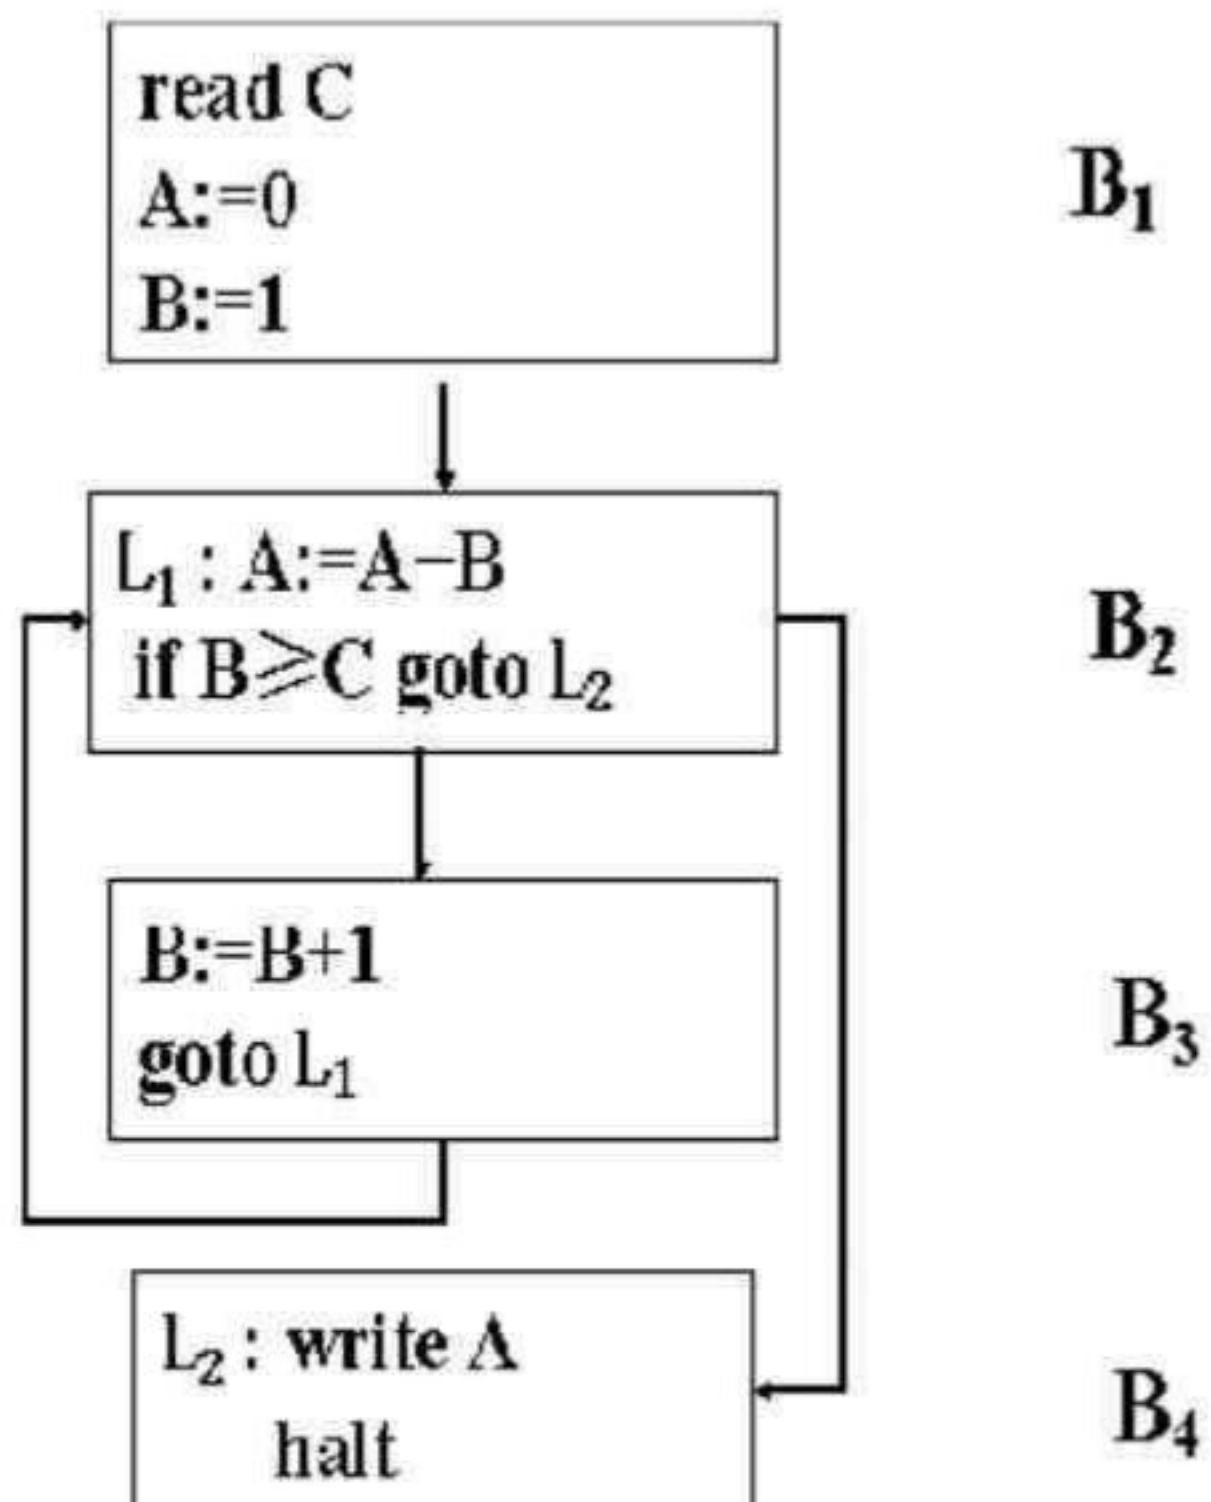 read C
A:=0
B:=1
B₁
L₁ : A:=A−B
if B⩾C goto L₂
B₂
B:=B+1
goto L₁
B₃
L₂ : write A
halt
B₄